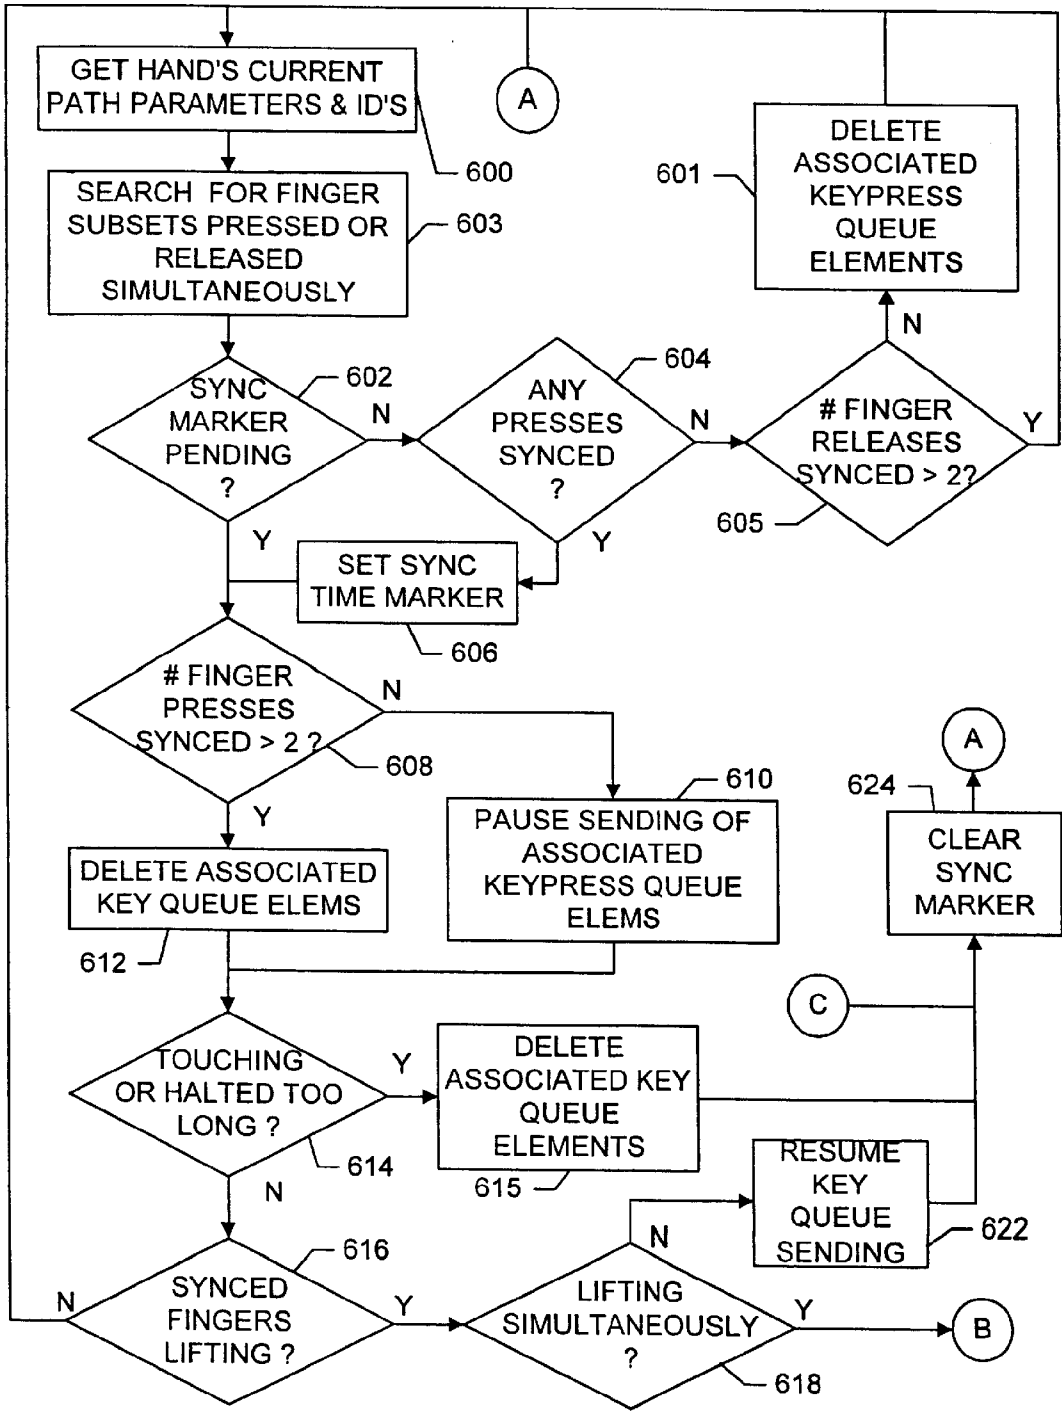 GET HAND'S CURRENT
PATH PARAMETERS & ID'S
600
A
DELETE
ASSOCIATED
KEYPRESS
QUEUE
ELEMENTS
601
SEARCH FOR FINGER
SUBSETS PRESSED OR
RELEASED
SIMULTANEOUSLY
603
N
SYNC
MARKER
PENDING
?
602
N
Y
ANY
PRESSES
SYNCED
?
604
N
Y
# FINGER
RELEASES
SYNCED > 2?
605
Y
SET SYNC
TIME MARKER
606
# FINGER
PRESSES
SYNCED > 2 ?
608
N
Y
610
PAUSE SENDING OF
ASSOCIATED
KEYPRESS QUEUE
ELEMS
DELETE ASSOCIATED
KEY QUEUE ELEMS
612
A
624
CLEAR
SYNC
MARKER
C
TOUCHING
OR HALTED TOO
LONG ?
614
Y
N
DELETE
ASSOCIATED KEY
QUEUE
ELEMENTS
615
RESUME
KEY
QUEUE
SENDING
622
616
SYNCED
FINGERS
LIFTING ?
N
Y
N
LIFTING
SIMULTANEOUSLY
?
618
Y
B